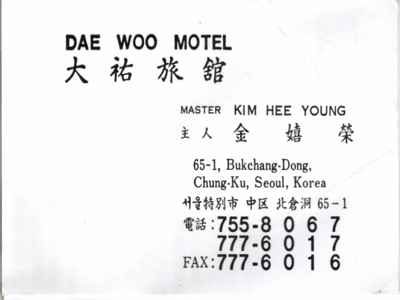 DAE WOO MOTEL
大祐旅館
MASTER KIM HEE YOUNG
主人 金嬉榮
65-1, Bukchang-Dong,
Chung-Ku, Seoul, Korea
서울特別市 中区 北倉洞 65-1
電話:755-8067
777-6017
FAX:777-6016